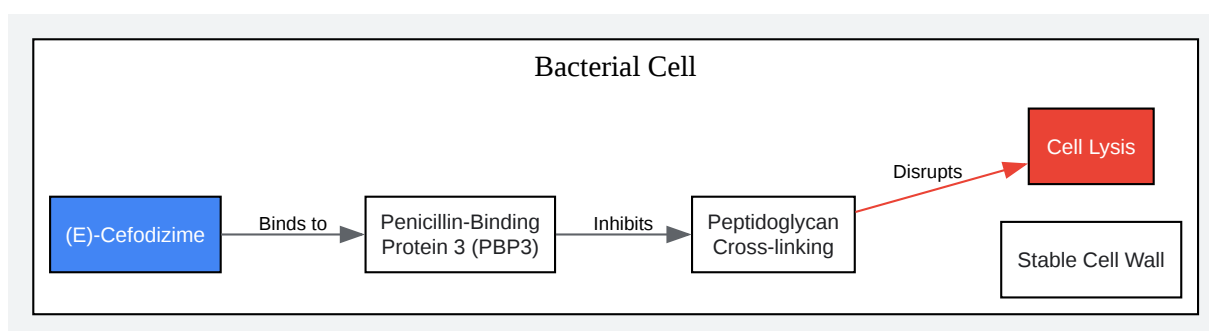 Bacterial Cell
(E)-Cefodizime
Binds to
Penicillin-Binding
Protein 3 (PBP3)
Inhibits
Peptidoglycan
Cross-linking
Disrupts
Cell Lysis
Stable Cell Wall